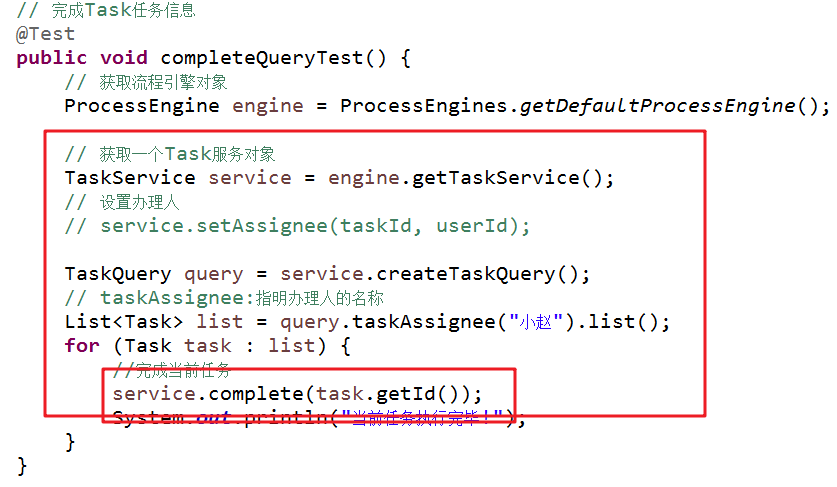 // 完成Task任务信息
@Test
public void completeQueryTest() {
// 获取流程引擎对象
ProcessEngine engine = ProcessEngines.getDefaultProcessEngine();
// 获取一个Task服务对象
TaskService service = engine.getTaskService();
// 设置办理人
// service.setAssignee(taskId, userId);
TaskQuery query = service.createTaskQuery();
// taskAssignee:指明办理人的名称
List<Task> list = query.taskAssignee("小赵").list();
for (Task task : list) {
//完成当前任务
service.complete(task.getId());
System.out.println("当前任务执行完毕!");
}
}